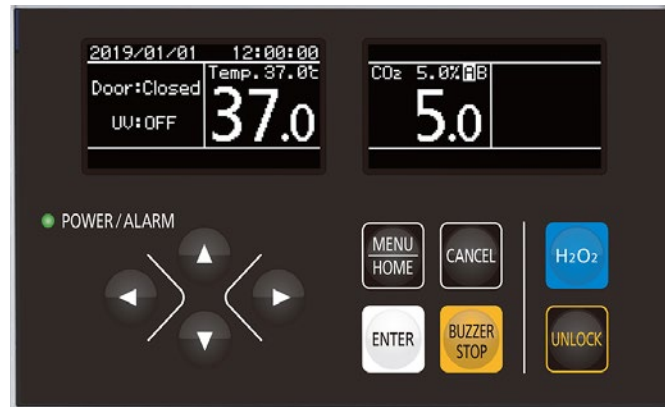 2019/01/01 12:00:00
Door:Closed
UV:OFF
Temp.37.0℃
37.0
CO₂ 5.0% A B
5.0
POWER/ALARM
MENU
HOME
CANCEL
H₂O₂
ENTER
BUZZER
STOP
UNLOCK